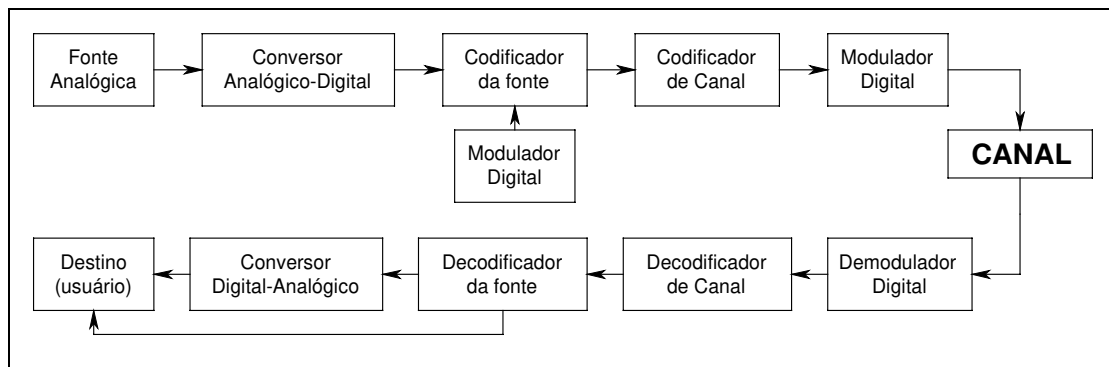 Fonte
Analógica
Conversor
Analógico-Digital
Codificador
da fonte
Codificador
de Canal
Modulador
Digital
Modulador
Digital
CANAL
Destino
(usuário)
Conversor
Digital-Analógico
Decodificador
da fonte
Decodificador
de Canal
Demodulador
Digital